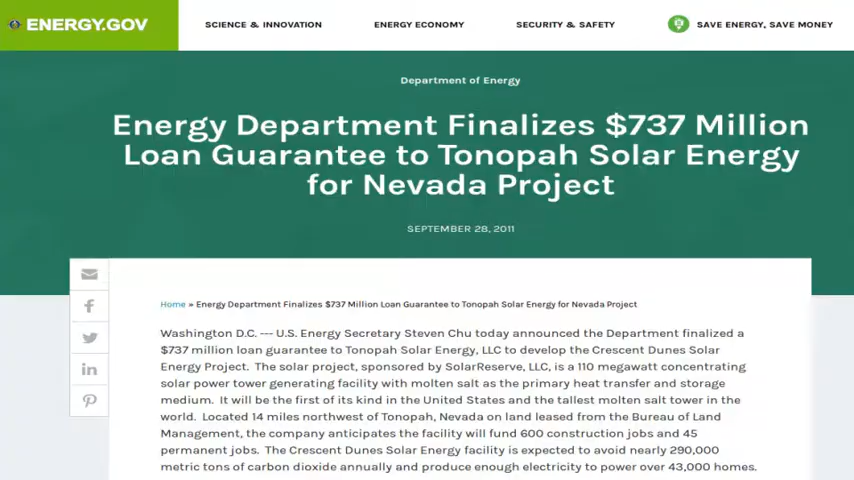 ENERGY.GOV
SCIENCE & INNOVATION
ENERGY ECONOMY
SECURITY & SAFETY
SAVE ENERGY, SAVE MONEY
Department of Energy
Energy Department Finalizes $737 Million
Loan Guarantee to Tonopah Solar Energy
for Nevada Project
SEPTEMBER 28, 2011
Home » Energy Department Finalizes $737 Million Loan Guarantee to Tonopah Solar Energy for Nevada Project
Washington D.C. --- U.S. Energy Secretary Steven Chu today announced the Department finalized a
$737 million loan guarantee to Tonopah Solar Energy, LLC to develop the Crescent Dunes Solar
Energy Project.  The solar project, sponsored by SolarReserve, LLC, is a 110 megawatt concentrating
solar power tower generating facility with molten salt as the primary heat transfer and storage
medium.  It will be the first of its kind in the United States and the tallest molten salt tower in the
world.  Located 14 miles northwest of Tonopah, Nevada on land leased from the Bureau of Land
Management, the company anticipates the facility will fund 600 construction jobs and 45
permanent jobs.  The Crescent Dunes Solar Energy facility is expected to avoid nearly 290,000
metric tons of carbon dioxide annually and produce enough electricity to power over 43,000 homes.